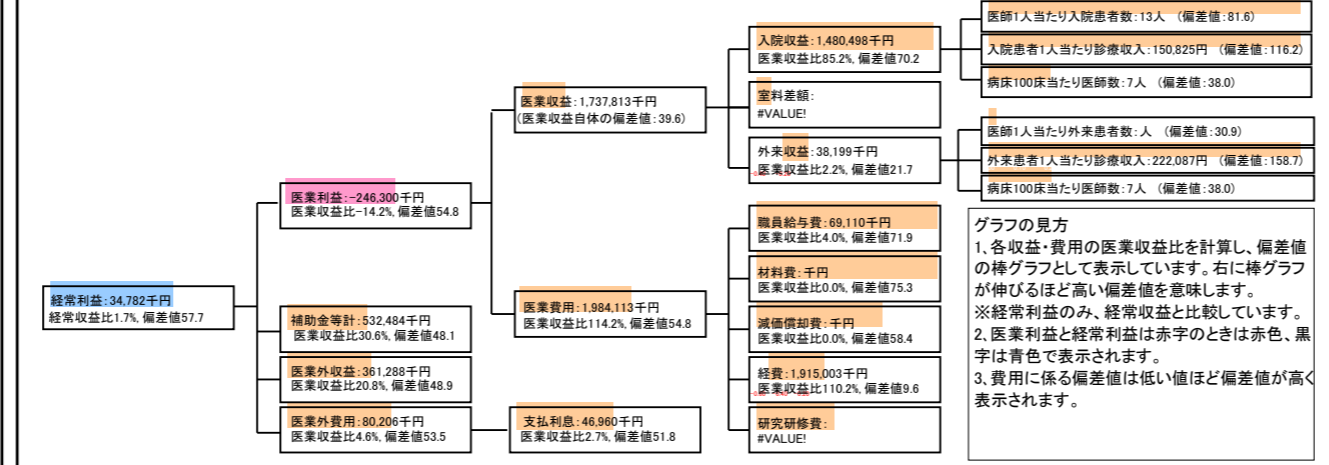 経常利益:34,782千円
経常収支比1.7%, 偏差値57.7
医業利益:-246,300千円
医業収益比-14.2%, 偏差値54.8
補助金等計:532,484千円
医業収益比30.6%, 偏差値48.1
医業外収益:361,288千円
医業収益比20.8%, 偏差値48.9
医業外費用:80,206千円
医業収益比4.6%, 偏差値53.5
医業収益:1,737,813千円
(医業収益自体の偏差値:39.6)
医業費用:1,984,113千円
医業収益比114.2%, 偏差値54.8
支払利息:46,960千円
医業収益比2.7%, 偏差値51.8
入院収益:1,480,498千円
医業収益比85.2%, 偏差値70.2
室料差額:
#VALUE!
外来収益:38,199千円
医業収益比2.2%, 偏差値21.7
職員給与費:69,110千円
医業収益比4.0%, 偏差値71.9
材料費:千円
医業収益比0.0%, 偏差値75.3
減価償却費:千円
医業収益比0.0%, 偏差値58.4
経費:1,915,003千円
医業収益比110.2%, 偏差値9.6
研究研修費:
#VALUE!
医師1人当たり入院患者数:13人 (偏差値:81.6)
入院患者1人当たり診療収入:150,825円 (偏差値:116.2)
病床100床当たり医師数:7人 (偏差値:38.0)
医師1人当たり外来患者数:人 (偏差値:30.9)
外来患者1人当たり診療収入:222,087円 (偏差値:158.7)
病床100床当たり医師数:7人 (偏差値:38.0)
グラフの見方
1、各収益・費用の医業収益比を計算し、偏差値
の棒グラフとして表示しています。右に棒グラフ
が伸びるほど高い偏差値を意味します。
※経常利益のみ、経常収益と比較しています。
2、医業利益と経常利益は赤字のときは赤色、黒
字は青色で表示されます。
3、費用に係る偏差値は低い値ほど偏差値が高く
表示されます。